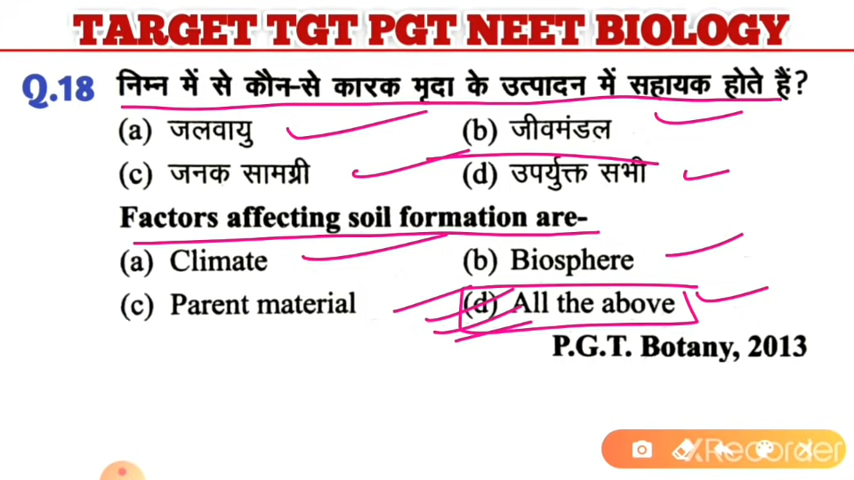 TARGET TGT PGT NEET BIOLOGY
Q.18 निम्न में से कौन-से कारक मृदा के उत्पादन में सहायक होते हैं?
(a) जलवायु (b) जीवमंडल
(c) जनक सामग्री (d) उपर्युक्त सभी
Factors affecting soil formation are-
(a) Climate (b) Biosphere
(c) Parent material (d) All the above
P.G.T. Botany, 2013
XRecorder